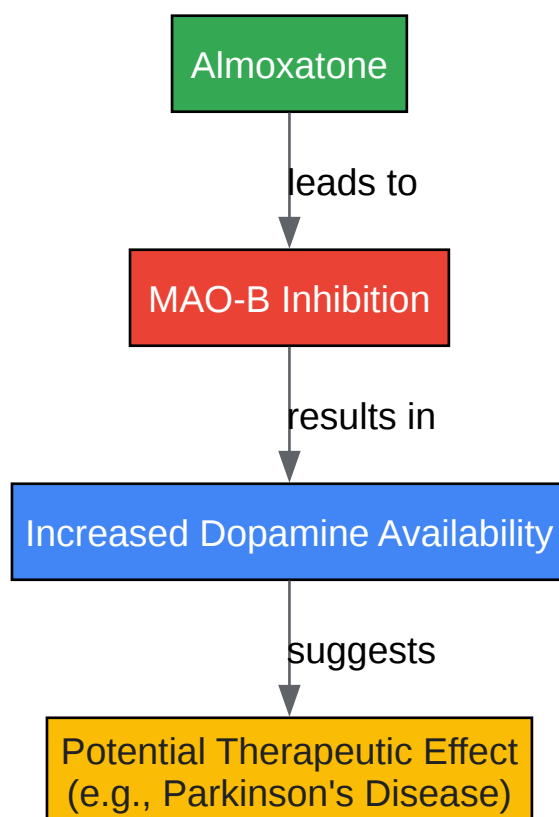 Almoxatone
leads to
MAO-B Inhibition
results in
Increased Dopamine Availability
suggests
Potential Therapeutic Effect
(e.g., Parkinson's Disease)